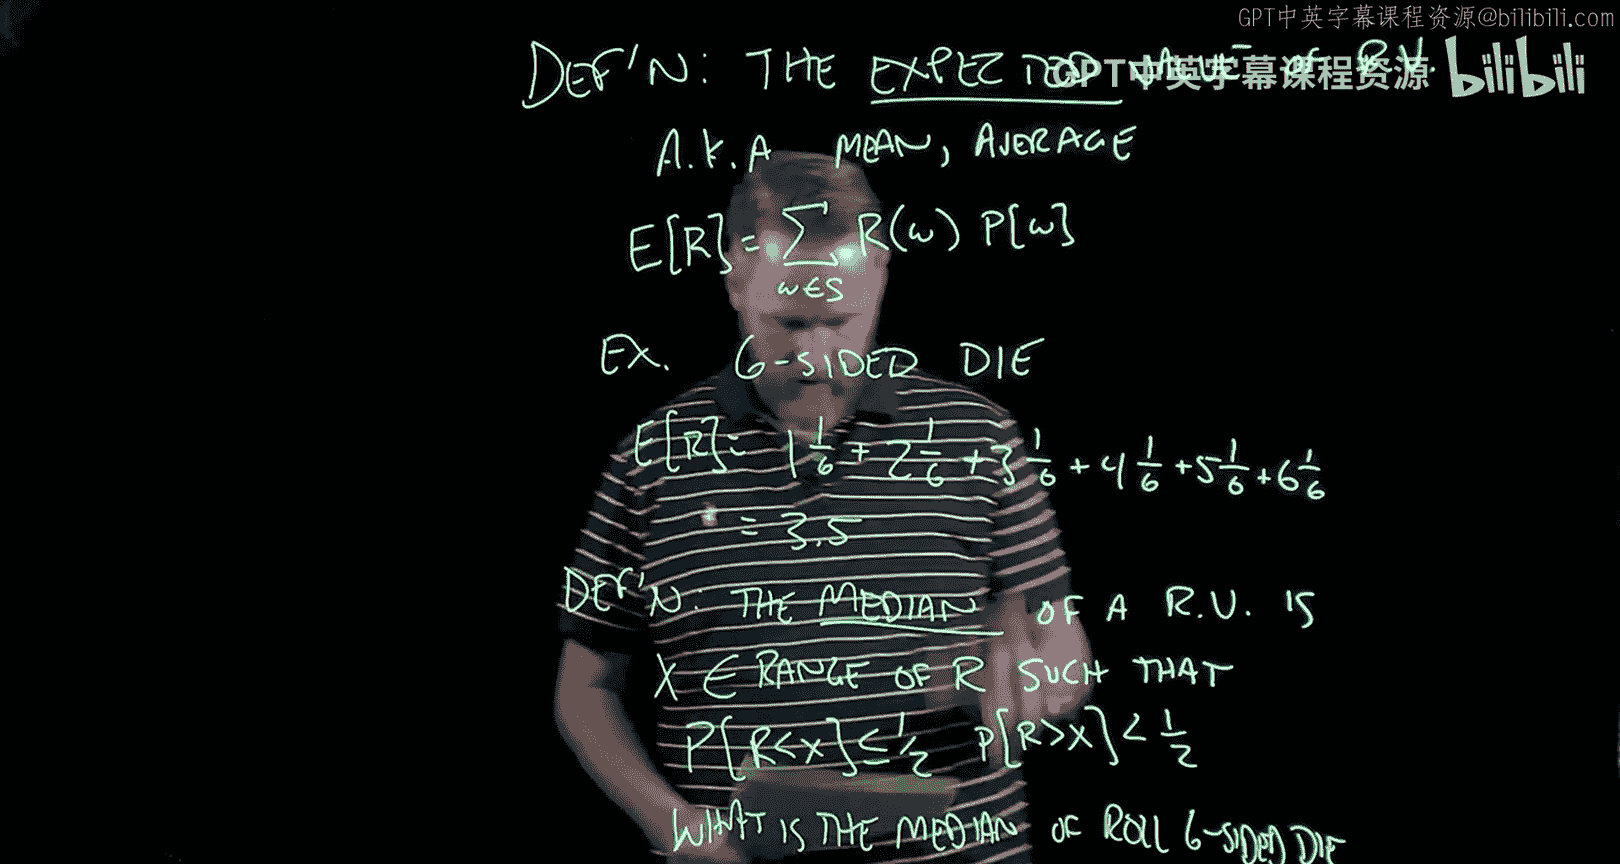 GPT中英字幕课程资源@bilibili.com
DEF'N: THE EXPECTED VALUE OF R.V.
GPT中英字幕课程资源 bilibili
A.K.A MEAN, AVERAGE
E[R] = ∑ R(ω) P[ω]
ω∈S
EX. 6-SIDED DIE
E[R] = 1 1/6 + 2 1/6 + 3 1/6 + 4 1/6 + 5 1/6 + 6 1/6
= 3.5
DEF'N. THE MEDIAN OF A R.V. IS
X ∈ RANGE OF R SUCH THAT
P[R<X] ≤ 1/2 P[R>X] < 1/2
WHAT IS THE MEDIAN OF ROLL 6-SIDED DIE